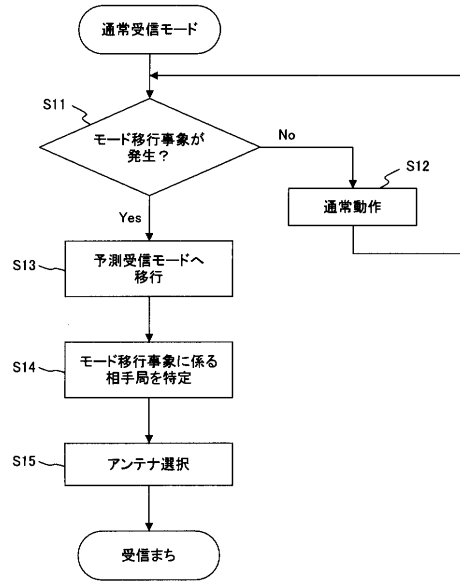 通常受信モード
S11
モード移行事象が
発生？
No
S12
通常動作
Yes
S13
予測受信モードへ
移行
S14
モード移行事象に係る
相手局を特定
S15
アンテナ選択
受信まち